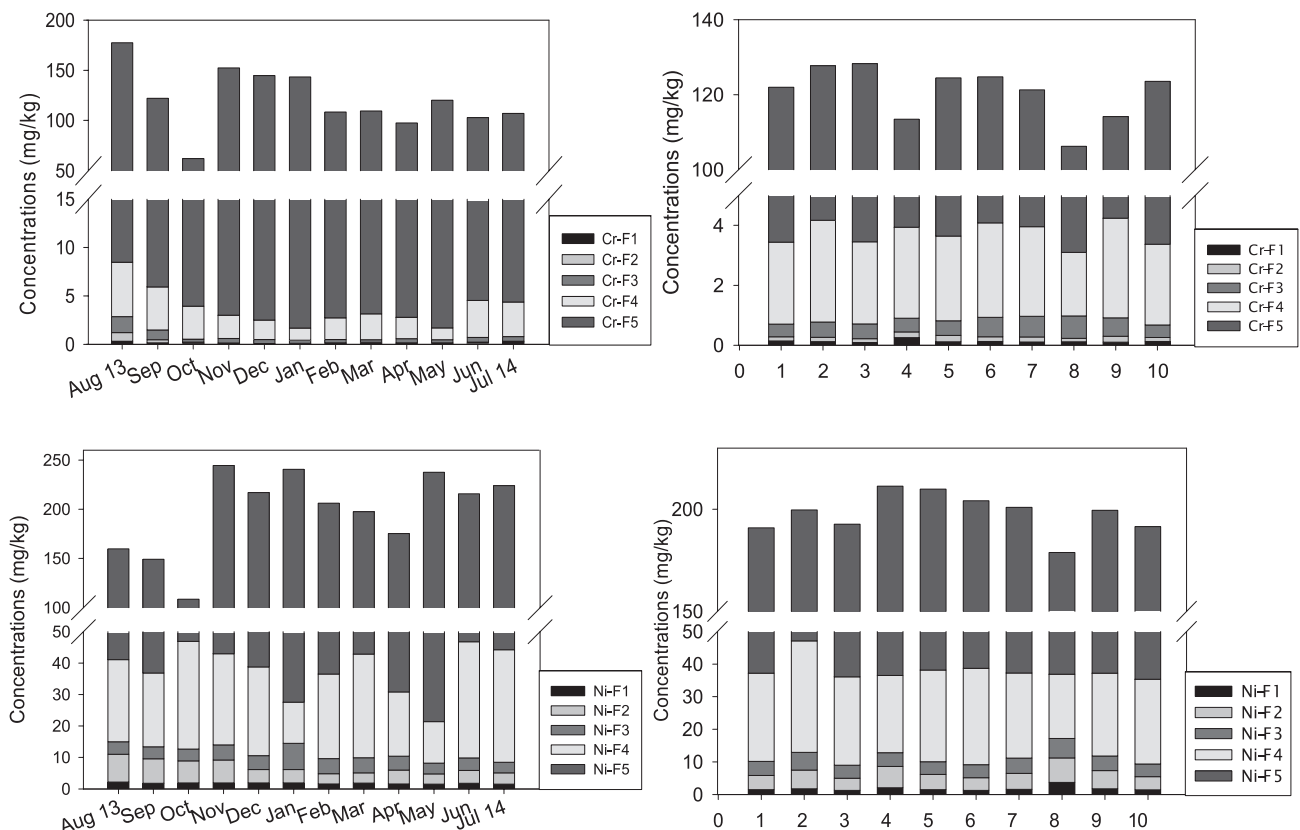 200
150
100
50
15
10
5
0
Concentrations (mg/kg)
Aug 13 Sep Oct Nov Dec Jan Feb Mar Apr May Jun Jul 14
Cr-F1
Cr-F2
Cr-F3
Cr-F4
Cr-F5
140
120
100
4
2
0
Concentrations (mg/kg)
0 1 2 3 4 5 6 7 8 9 10
Cr-F1
Cr-F2
Cr-F3
Cr-F4
Cr-F5
250
200
150
100
50
40
30
20
10
0
Concentrations (mg/kg)
Aug 13 Sep Oct Nov Dec Jan Feb Mar Apr May Jun Jul 14
Ni-F1
Ni-F2
Ni-F3
Ni-F4
Ni-F5
200
150
50
40
30
20
10
0
Concentrations (mg/kg)
0 1 2 3 4 5 6 7 8 9 10
Ni-F1
Ni-F2
Ni-F3
Ni-F4
Ni-F5